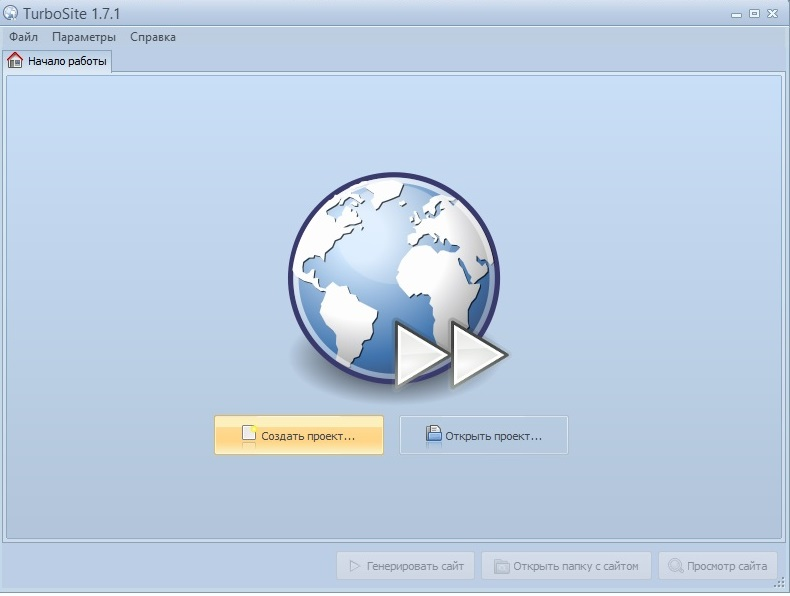 TurboSite 1.7.1
Файл Параметры Справка
Начало работы
Создать проект... Открыть проект...
Генерировать сайт Открыть папку с сайтом Просмотр сайта